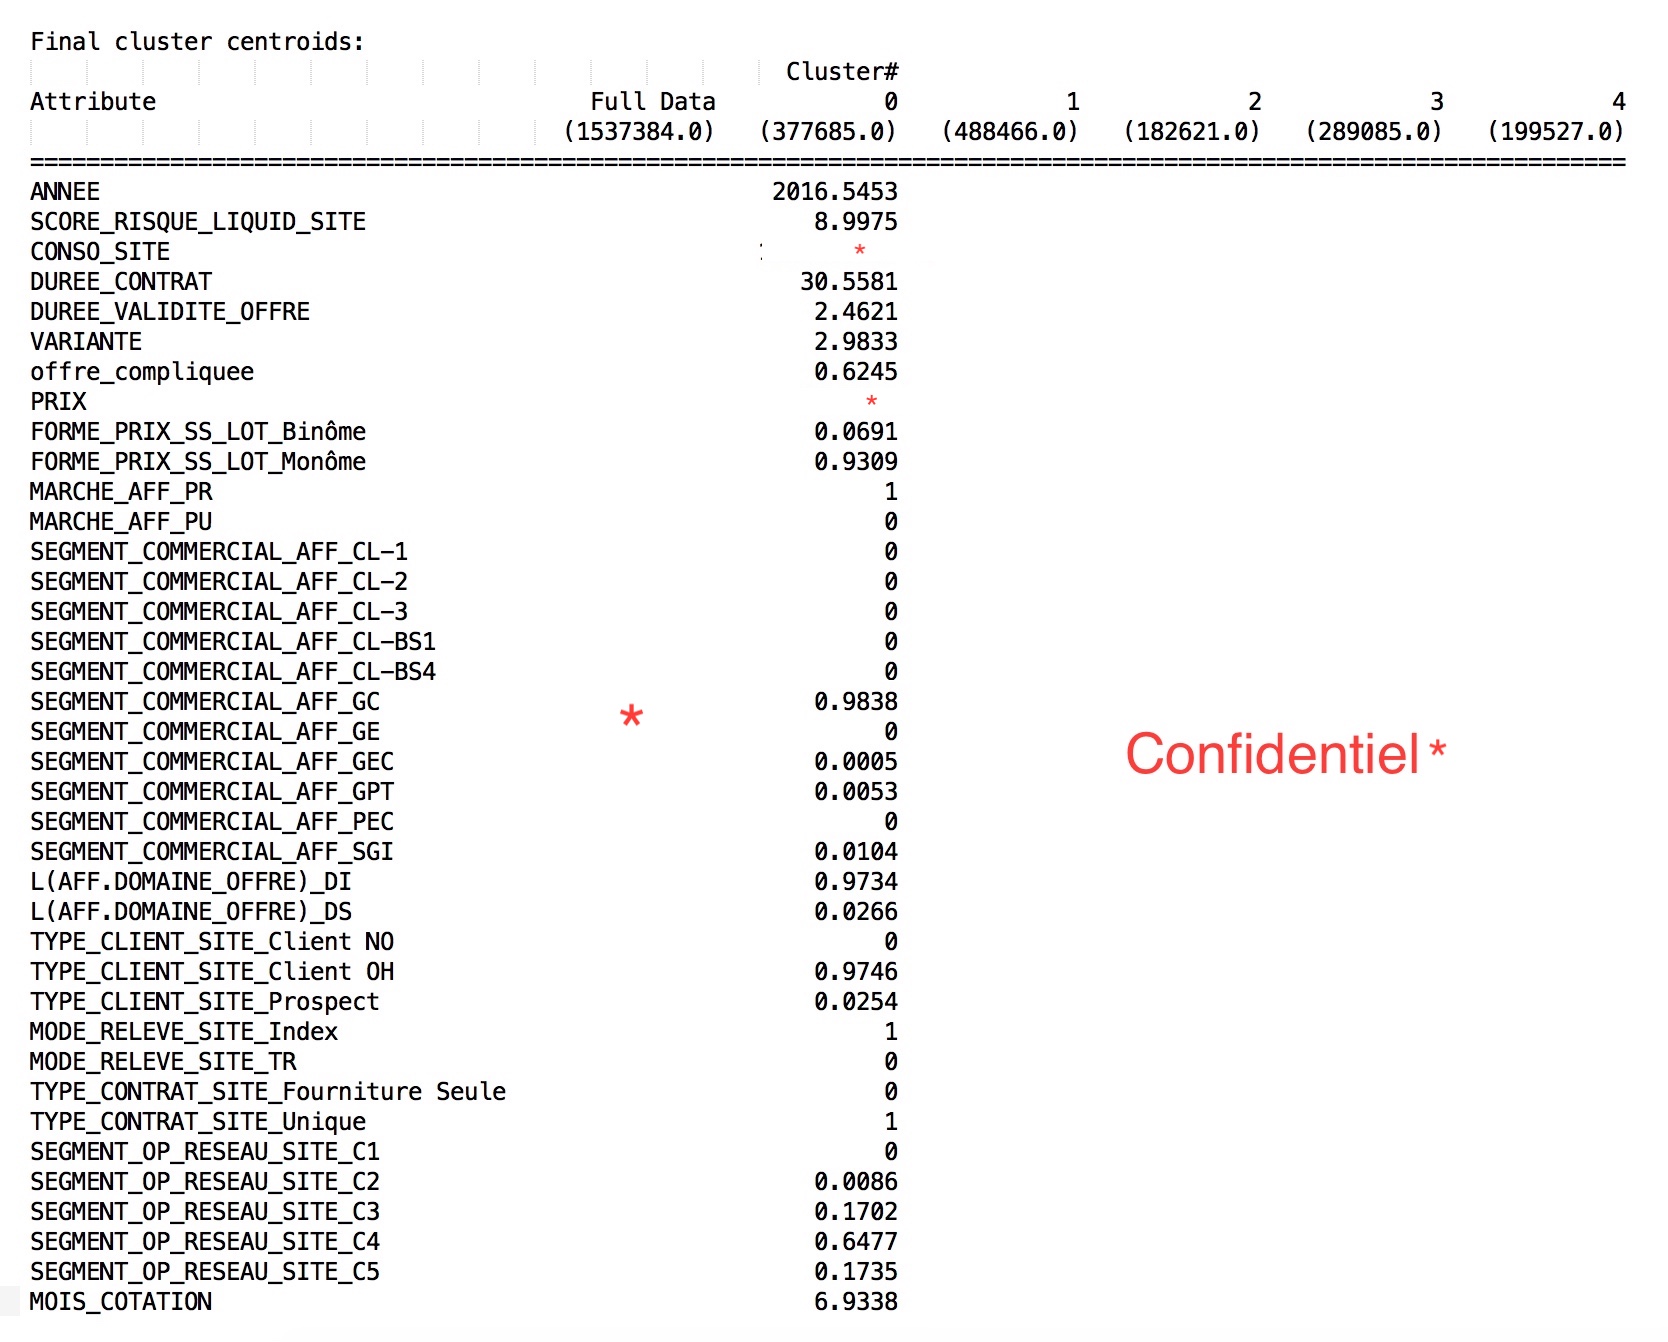 Final cluster centroids:
Cluster#
Attribute Full Data 0 1 2 3 4
(1537384.0) (377685.0) (488466.0) (182621.0) (289085.0) (199527.0)
==================================================================================================================
ANNEE 2016.5453
SCORE_RISQUE_LIQUID_SITE 8.9975
CONSO_SITE *
DUREE_CONTRAT 30.5581
DUREE_VALIDITE_OFFRE 2.4621
VARIANTE 2.9833
offre_compliquee 0.6245
PRIX *
FORME_PRIX_SS_LOT_Binôme 0.0691
FORME_PRIX_SS_LOT_Monôme 0.9309
MARCHE_AFF_PR 1
MARCHE_AFF_PU 0
SEGMENT_COMMERCIAL_AFF_CL-1 0
SEGMENT_COMMERCIAL_AFF_CL-2 0
SEGMENT_COMMERCIAL_AFF_CL-3 0
SEGMENT_COMMERCIAL_AFF_CL-BS1 0
SEGMENT_COMMERCIAL_AFF_CL-BS4 0
SEGMENT_COMMERCIAL_AFF_GC * 0.9838
SEGMENT_COMMERCIAL_AFF_GE 0
Confidentiel *
SEGMENT_COMMERCIAL_AFF_GEC 0.0005
SEGMENT_COMMERCIAL_AFF_GPT 0.0053
SEGMENT_COMMERCIAL_AFF_PEC 0
SEGMENT_COMMERCIAL_AFF_SGI 0.0104
L(AFF.DOMAINE_OFFRE)_DI 0.9734
L(AFF.DOMAINE_OFFRE)_DS 0.0266
TYPE_CLIENT_SITE_Client NO 0
TYPE_CLIENT_SITE_Client OH 0.9746
TYPE_CLIENT_SITE_Prospect 0.0254
MODE_RELEVE_SITE_Index 1
MODE_RELEVE_SITE_TR 0
TYPE_CONTRAT_SITE_Fourniture Seule 0
TYPE_CONTRAT_SITE_Unique 1
SEGMENT_OP_RESEAU_SITE_C1 0
SEGMENT_OP_RESEAU_SITE_C2 0.0086
SEGMENT_OP_RESEAU_SITE_C3 0.1702
SEGMENT_OP_RESEAU_SITE_C4 0.6477
SEGMENT_OP_RESEAU_SITE_C5 0.1735
MOIS_COTATION 6.9338